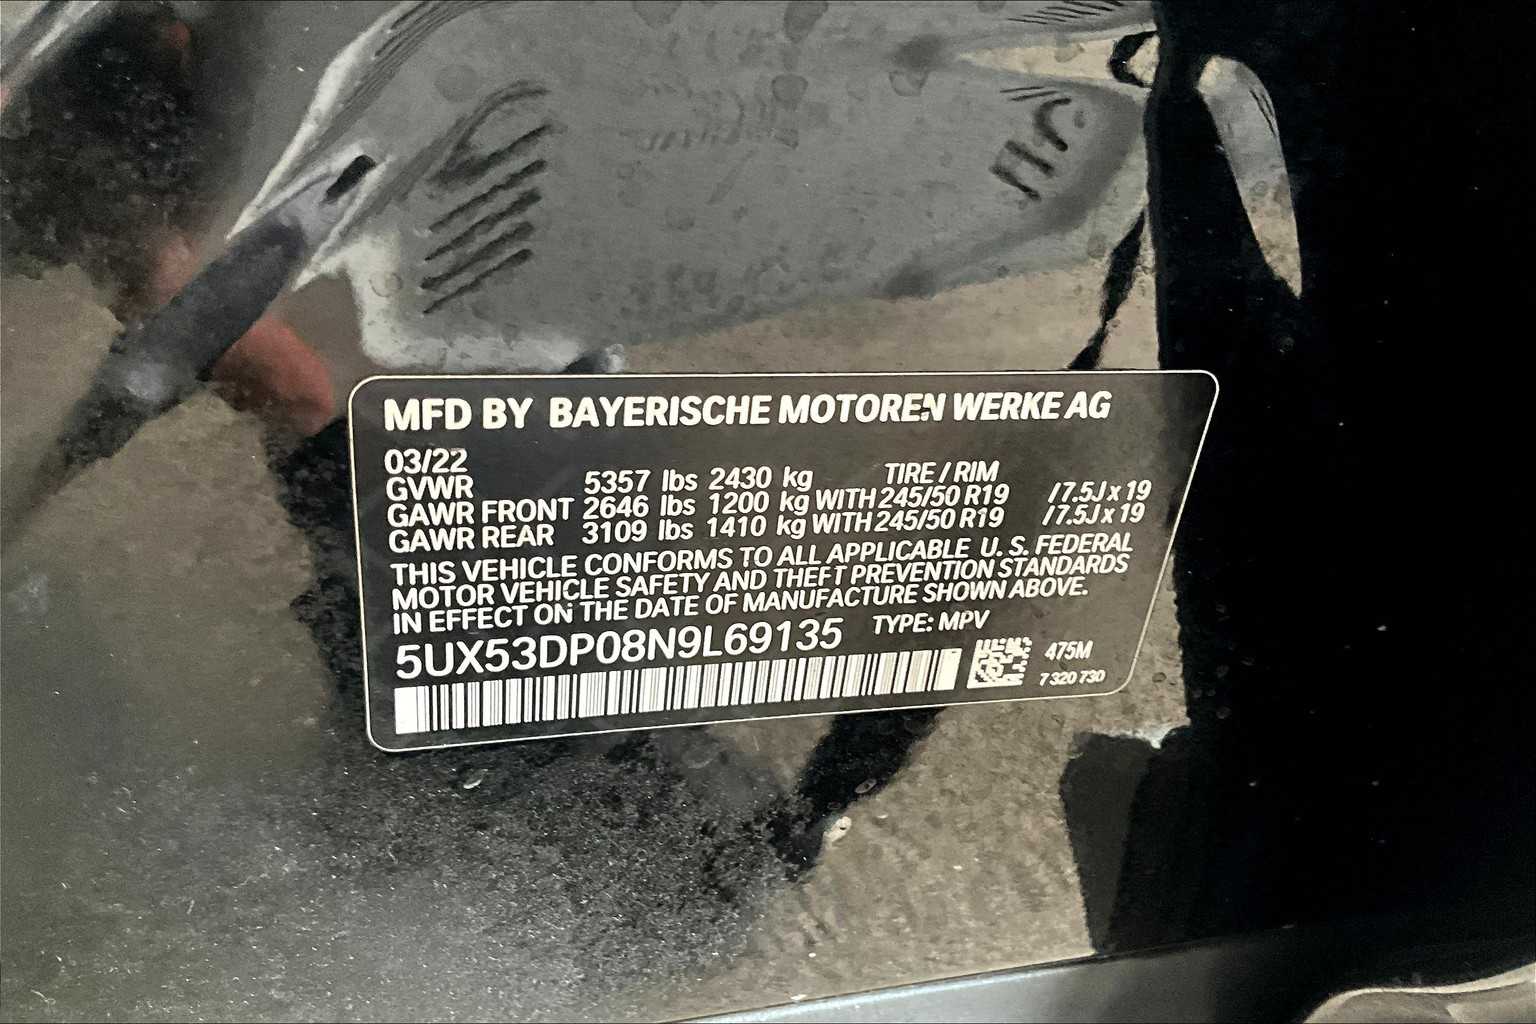 MFD BY BAYERISCHE MOTOREN WERKE AG
03/22
GVWR 5357 lbs 2430 kg TIRE / RIM
GAWR FRONT 2646 lbs 1200 kg WITH 245/50 R19 / 7.5J x 19
GAWR REAR 3109 lbs 1410 kg WITH 245/50 R19 / 7.5J x 19
THIS VEHICLE CONFORMS TO ALL APPLICABLE U. S. FEDERAL
MOTOR VEHICLE SAFETY AND THEFT PREVENTION STANDARDS
IN EFFECT ON THE DATE OF MANUFACTURE SHOWN ABOVE.
5UX53DP08N9L69135 TYPE: MPV
475M
7 320 730